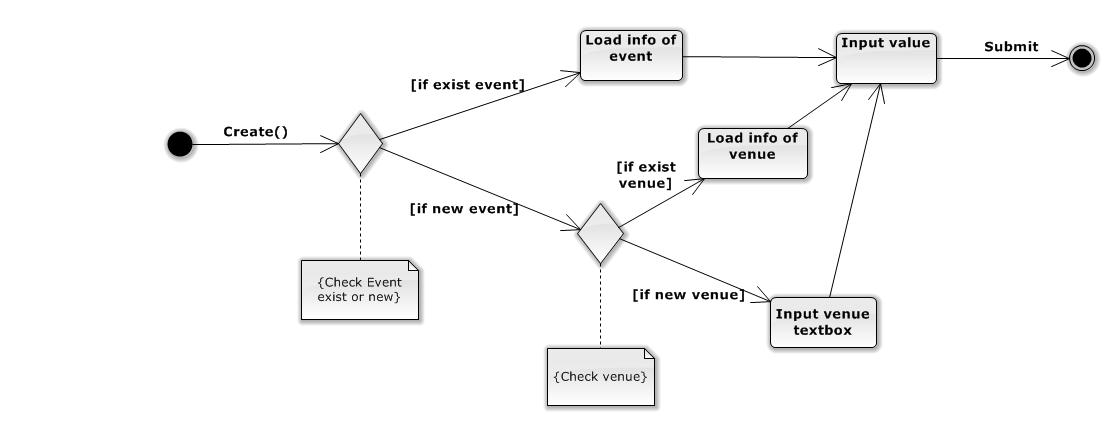 Load info of
event
Input value
Submit
[if exist event]
Create()
Load info of
venue
[if exist
venue]
[if new event]
{Check Event
exist or new}
[if new venue]
Input venue
textbox
{Check venue}